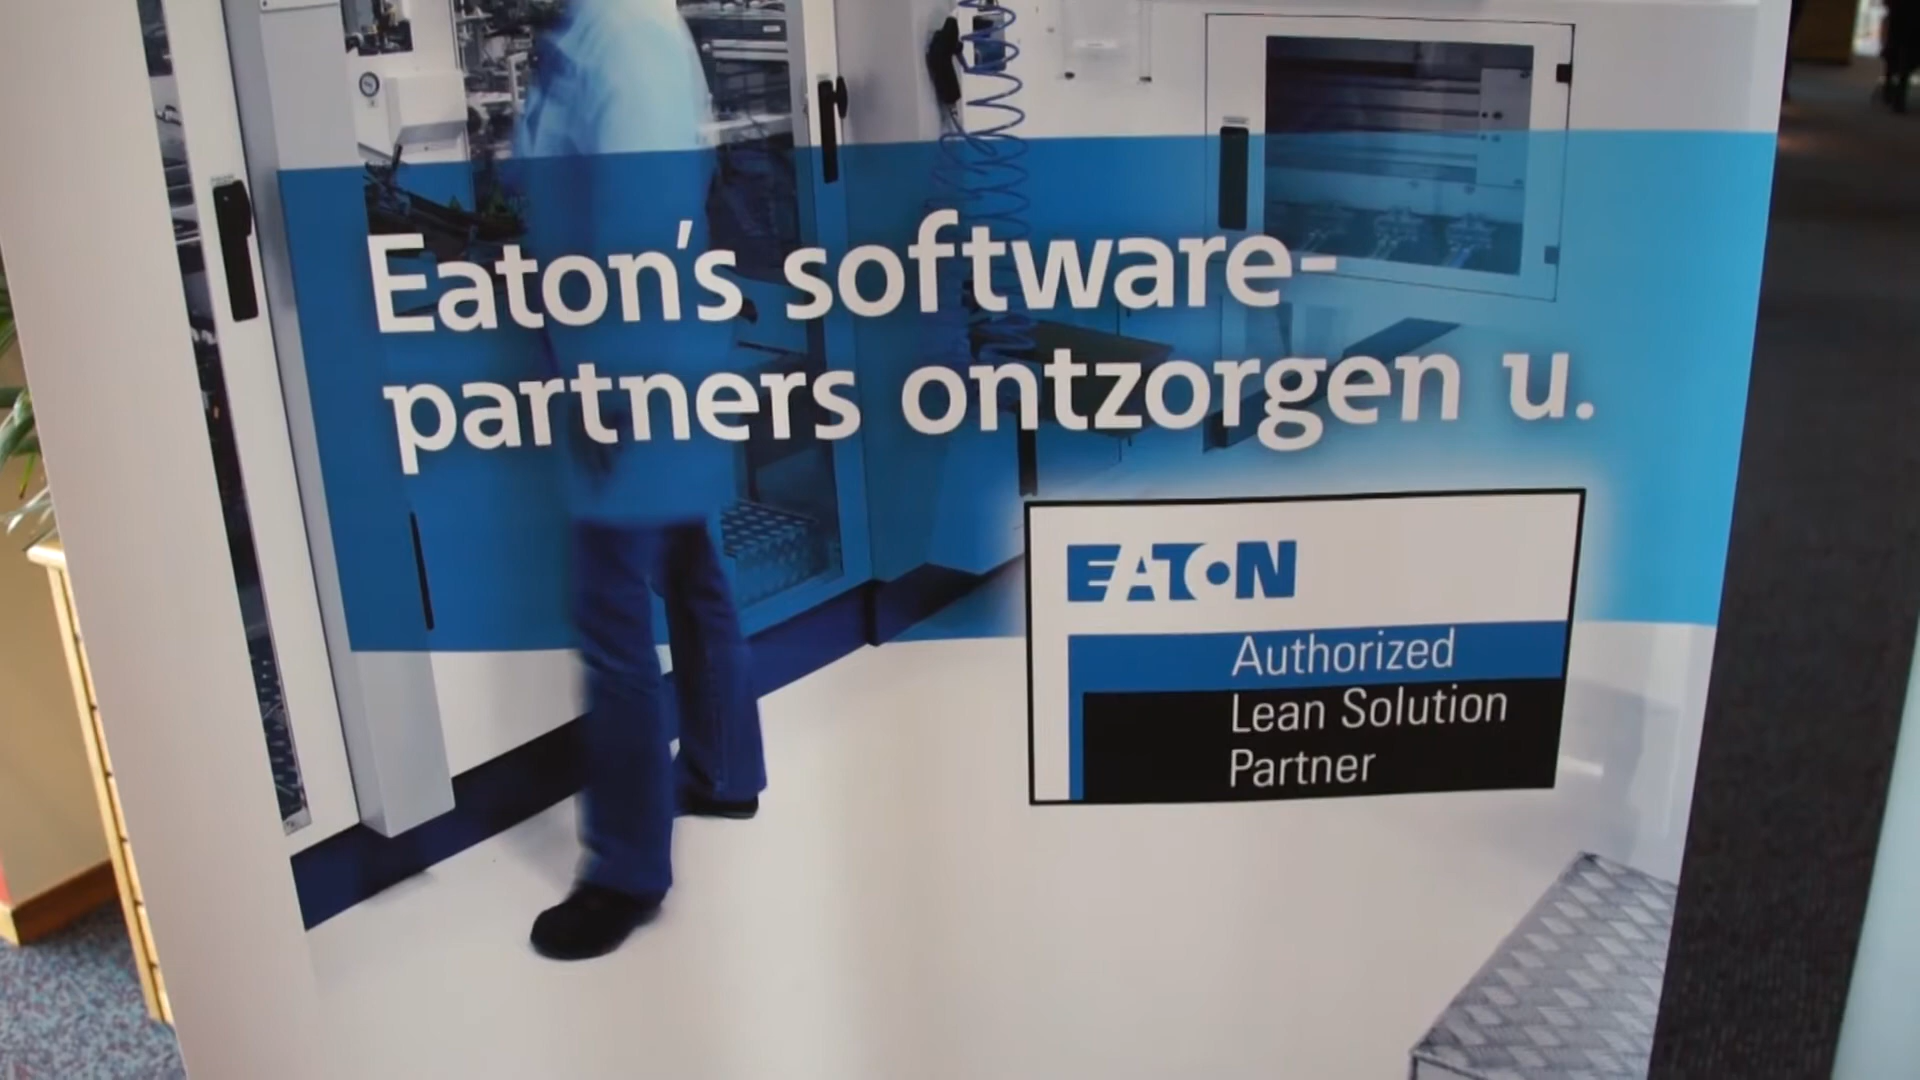 Eaton's software-
partners ontzorgen u.
EATON
Authorized
Lean Solution
Partner